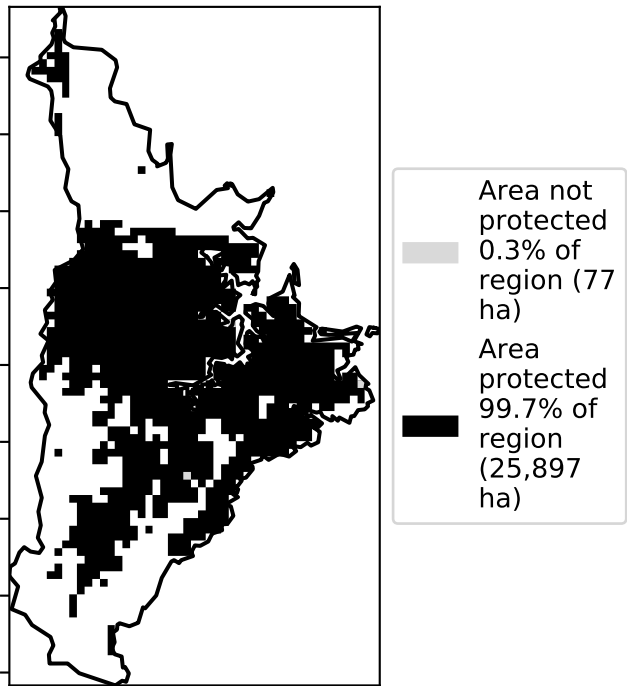 Area not
protected
0.3% of
region (77
ha)
Area
protected
99.7% of
region
(25,897
ha)